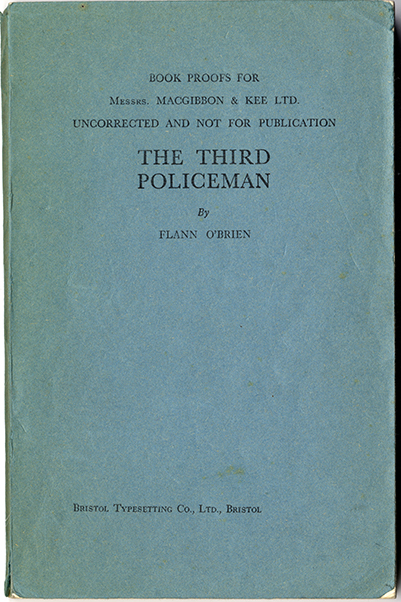 BOOK PROOFS FOR
Messrs. MACGIBBON & KEE LTD.
UNCORRECTED AND NOT FOR PUBLICATION
THE THIRD
POLICEMAN
By
FLANN O'BRIEN
Bristol Typesetting Co., Ltd., Bristol